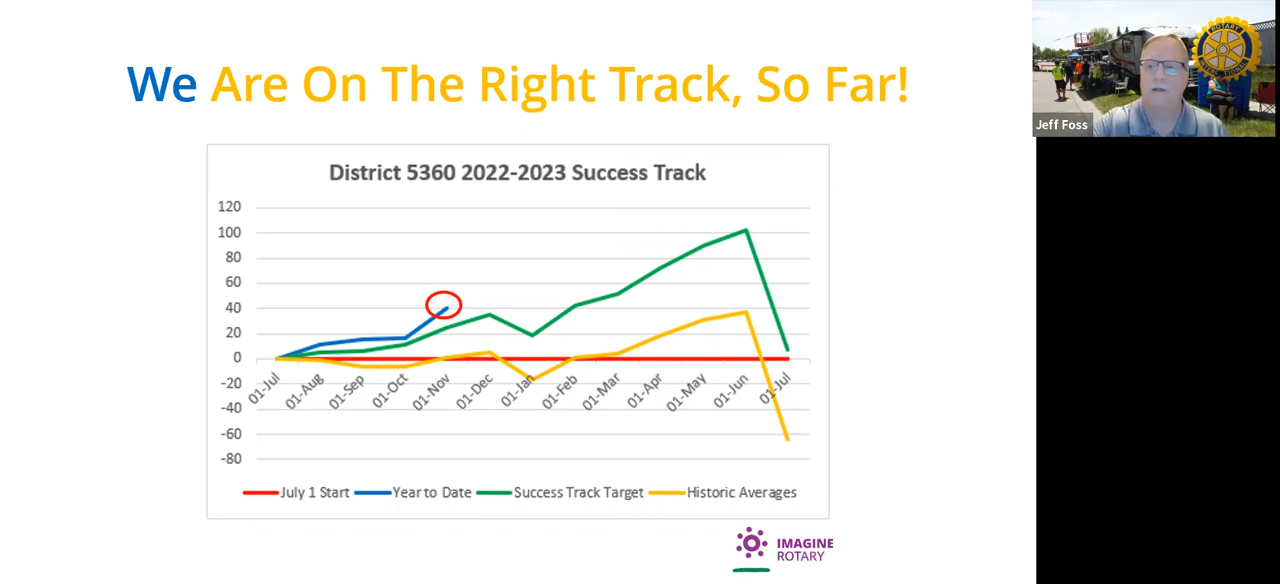 We Are On The Right Track, So Far!
District 5360 2022-2023 Success Track
120
100
80
60
40
20
0
-20
-40
-60
-80
01-Jul
01-Aug
01-Sep
01-Oct
01-Nov
01-Dec
01-Jan
01-Feb
01-Mar
01-Apr
01-May
01-Jun
01-Jul
July 1 Start
Year to Date
Success Track Target
Historic Averages
IMAGINE
ROTARY
ROTARY
INTERNATIONAL
Jeff Foss